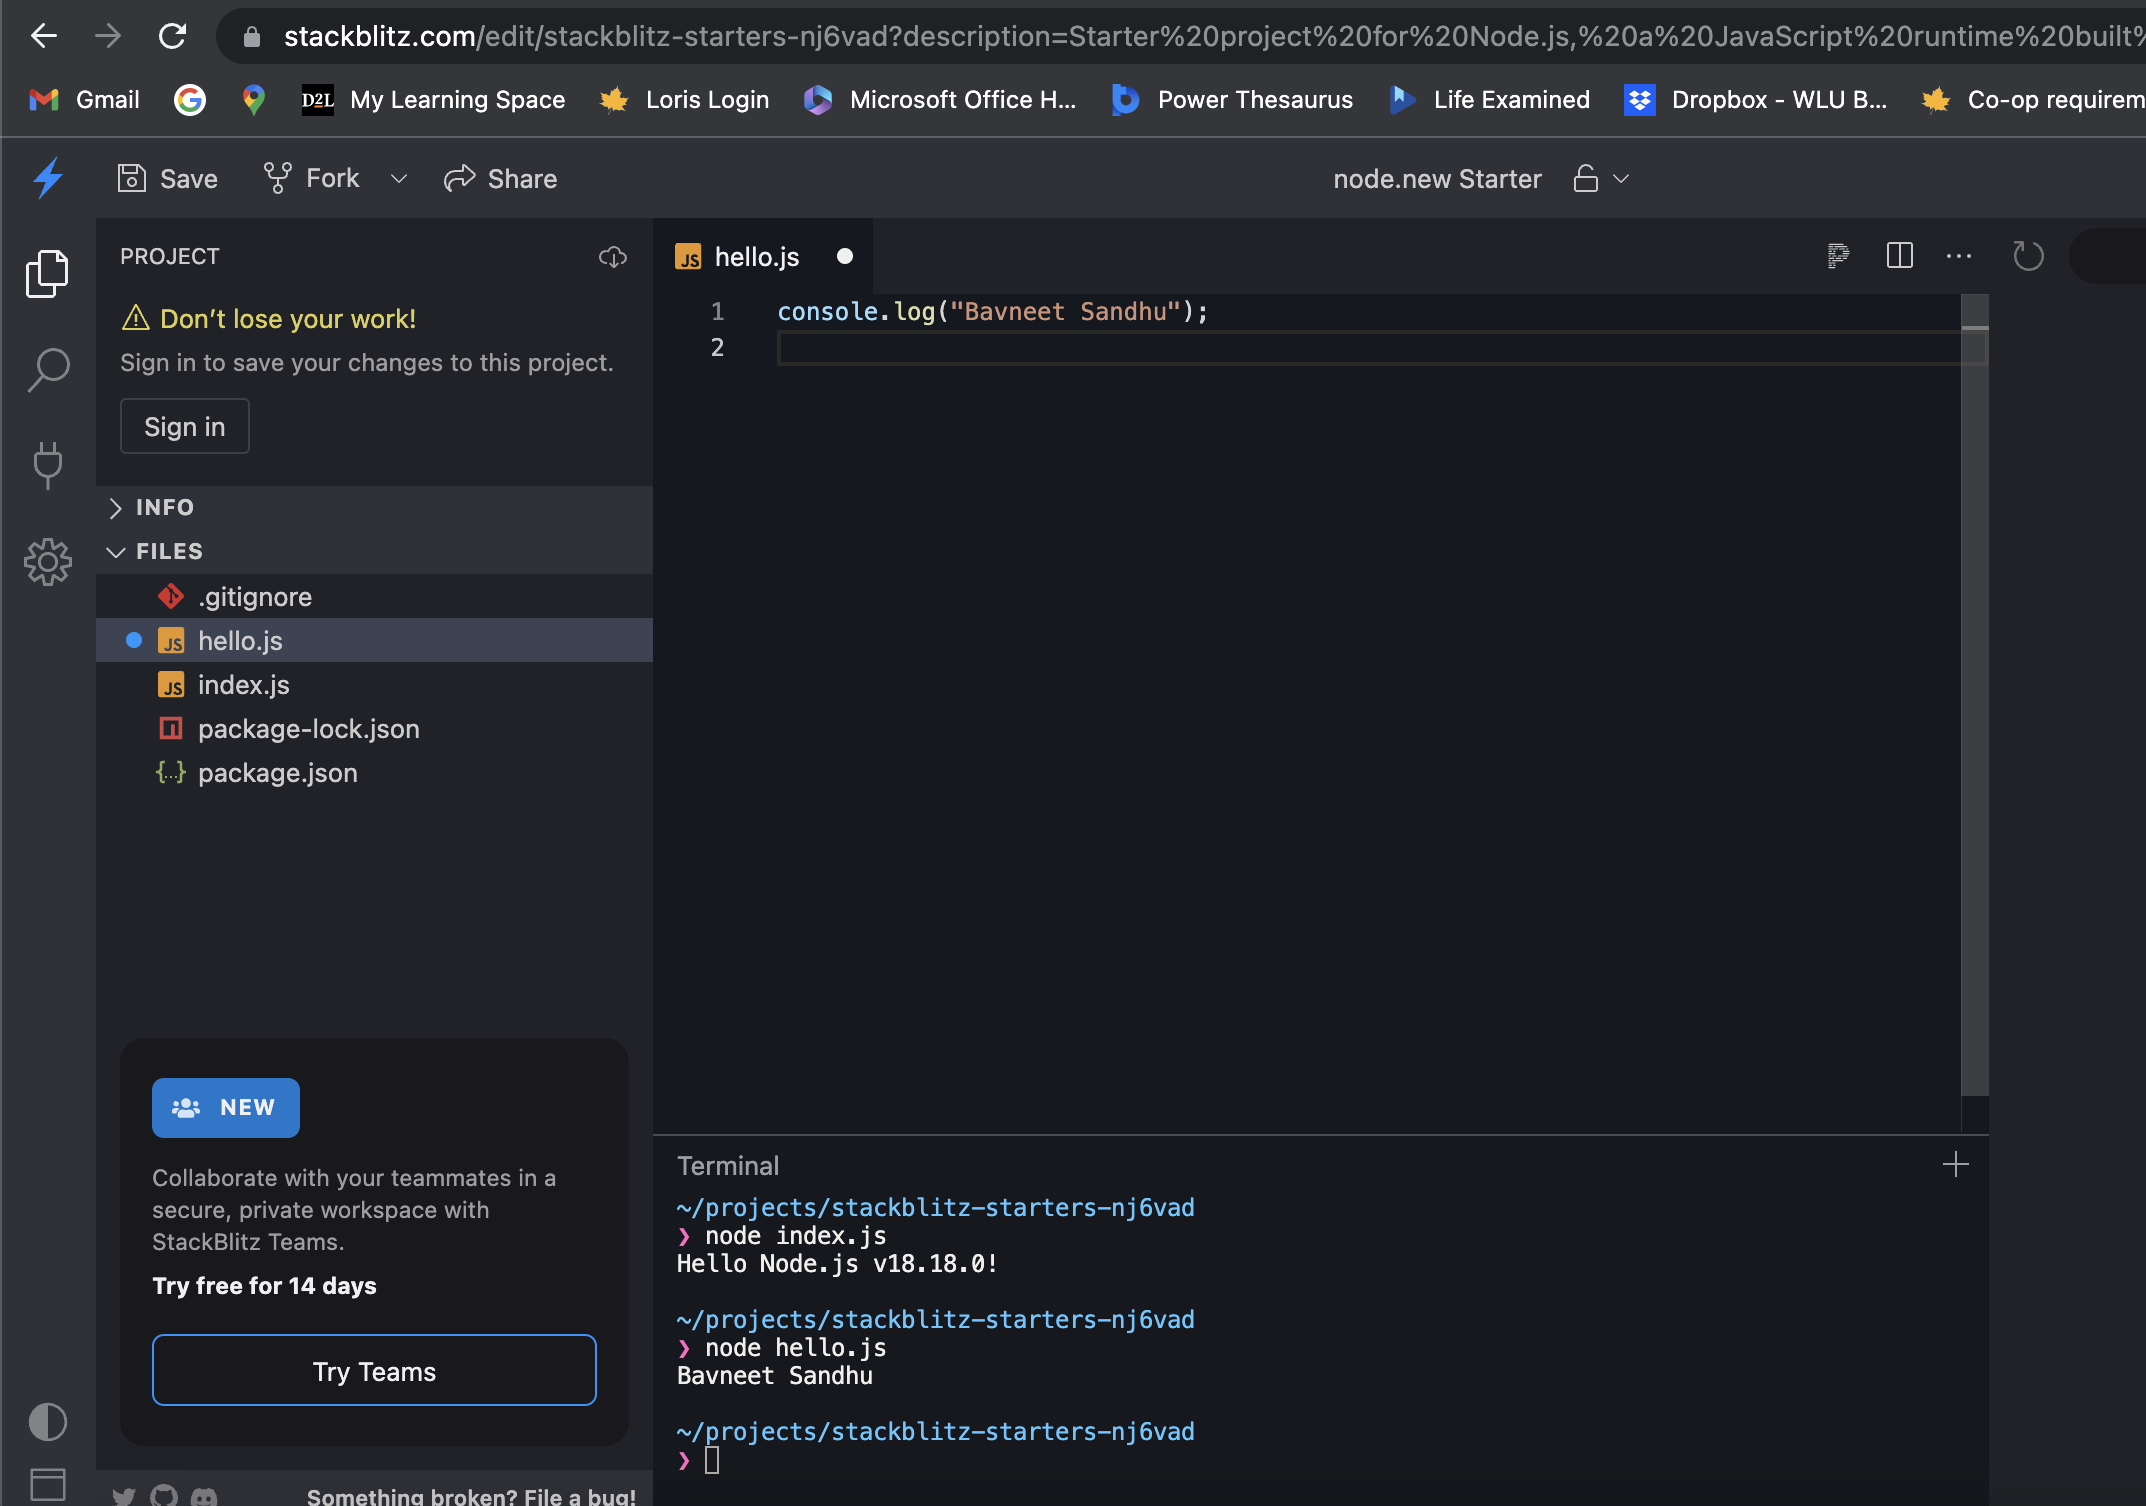 stackblitz.com/edit/stackblitz-starters-nj6vad?description=Starter%20project%20for%20Node.js,%20a%20JavaScript%20runtime%20built%
Gmail D2L My Learning Space Loris Login Microsoft Office H... Power Thesaurus Life Examined Dropbox - WLU B... Co-op requirem
Save Fork Share node.new Starter
PROJECT
Don't lose your work!
Sign in to save your changes to this project.
Sign in
INFO
FILES
.gitignore
JS hello.js
JS index.js
package-lock.json
{...} package.json
NEW
Collaborate with your teammates in a
secure, private workspace with
StackBlitz Teams.
Try free for 14 days
Try Teams
Something broken? File a bug!
JS hello.js
1 console.log("Bavneet Sandhu");
2
Terminal
~/projects/stackblitz-starters-nj6vad
❯ node index.js
Hello Node.js v18.18.0!
~/projects/stackblitz-starters-nj6vad
❯ node hello.js
Bavneet Sandhu
~/projects/stackblitz-starters-nj6vad
❯